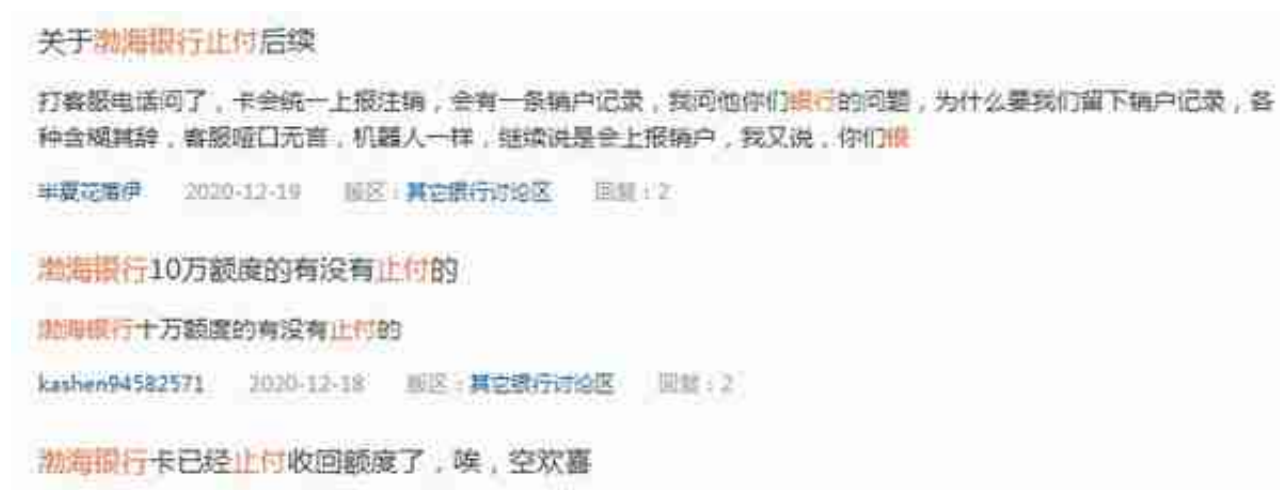 关于渤海银行止付后续
打客服电话问了，卡会统一上报注销，会有一条销户记录，我问他你们银行的问题，为什么要我们留下销户记录，各
种含糊其辞，客服哑口无言，机器人一样，继续说是会上报销户，我又说，你们银
半夏花落伊 2020-12-19 版区：其它银行讨论区 回复：2
渤海银行10万额度的有没有止付的
渤海银行十万额度的有没有止付的
kashen94582571 2020-12-18 版区：其它银行讨论区 回复：2
渤海银行卡已经止付收回额度了，唉，空欢喜